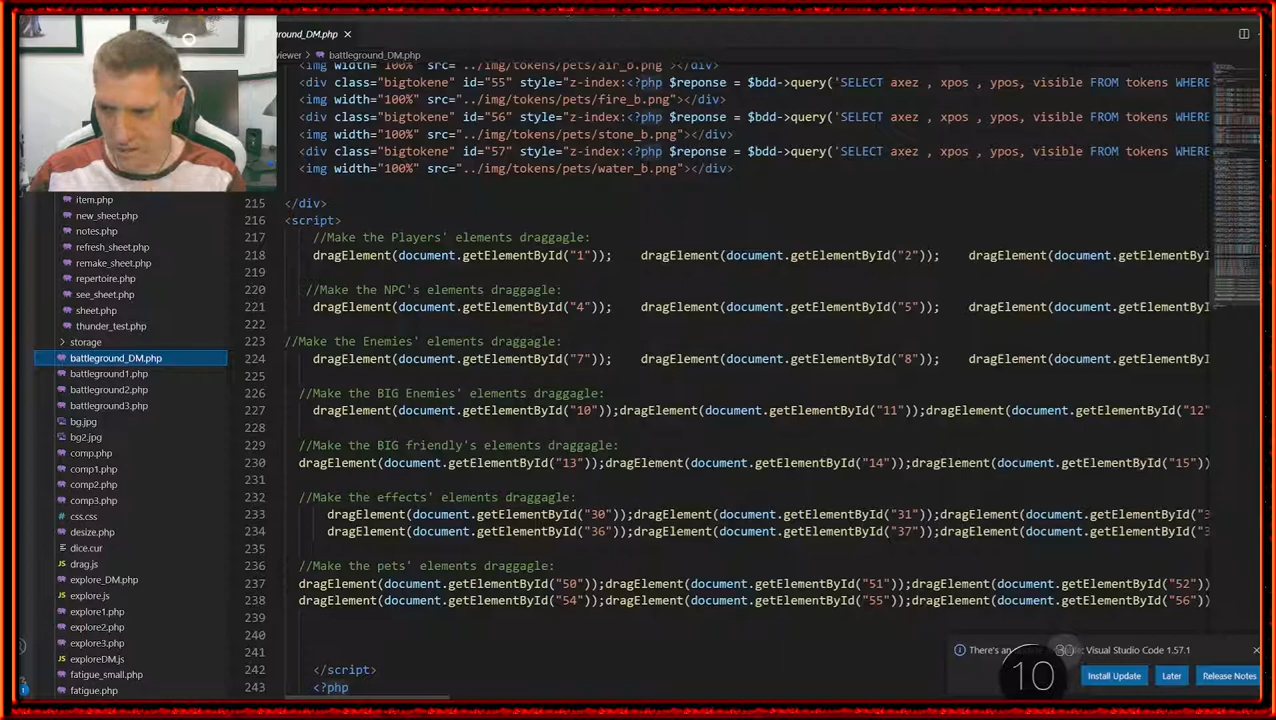 ground_DM.php ×
viewer > battleground_DM.php
<img width="100%" src="../img/tokens/pets/air_b.png"></div>
<div class="bigtokene" id="55" style="z-index:<?php $reponse = $bdd->query('SELECT axez , xpos , ypos, visible FROM tokens WHERE
<img width="100%" src="../img/tokens/pets/fire_b.png"></div>
<div class="bigtokene" id="56" style="z-index:<?php $reponse = $bdd->query('SELECT axez , xpos , ypos, visible FROM tokens WHERE
<img width="100%" src="../img/tokens/pets/stone_b.png"></div>
<div class="bigtokene" id="57" style="z-index:<?php $reponse = $bdd->query('SELECT axez , xpos , ypos, visible FROM tokens WHERE
<img width="100%" src="../img/tokens/pets/water_b.png"></div>
215 </div>
216 <script>
217 //Make the Player' elements draggagle:
218 dragElement(document.getElementById("1")); dragElement(document.getElementById("2")); dragElement(document.getElementById
219
220 //Make the NPC's elements draggagle:
221 dragElement(document.getElementById("4")); dragElement(document.getElementById("5")); dragElement(document.getElementById
222
223 //Make the Enemies' elements draggagle:
224 dragElement(document.getElementById("7")); dragElement(document.getElementById("8")); dragElement(document.getElementById
225
226 //Make the BIG Enemies' elements draggagle:
227 dragElement(document.getElementById("10"));dragElement(document.getElementById("11"));dragElement(document.getElementById("12"
228
229 //Make the BIG friendly's elements draggagle:
230 dragElement(document.getElementById("13"));dragElement(document.getElementById("14"));dragElement(document.getElementById("15"))
231
232 //Make the effects' elements draggagle:
233 dragElement(document.getElementById("30"));dragElement(document.getElementById("31"));dragElement(document.getElementById("3
234 dragElement(document.getElementById("36"));dragElement(document.getElementById("37"));dragElement(document.getElementById("3
235
236 //Make the pets' elements draggagle:
237 dragElement(document.getElementById("50"));dragElement(document.getElementById("51"));dragElement(document.getElementById("52"))
238 dragElement(document.getElementById("54"));dragElement(document.getElementById("55"));dragElement(document.getElementById("56"))
239
240
241
242 </script>
243 <?php
item.php
new_sheet.php
notes.php
refresh_sheet.php
remake_sheet.php
repertoire.php
see_sheet.php
sheet.php
thunder_test.php
> storage
battleground_DM.php
battleground1.php
battleground2.php
battleground3.php
bg.jpg
bg2.jpg
comp.php
comp1.php
comp2.php
comp3.php
css.css
desize.php
dice.cur
JS drag.js
explore_DM.php
JS explore.js
explore1.php
explore2.php
explore3.php
JS exploreDM.js
fatigue_small.php
fatigue.php
1
There's an Visual Studio Code 1.57.1
Install Update Later Release Notes
30
10